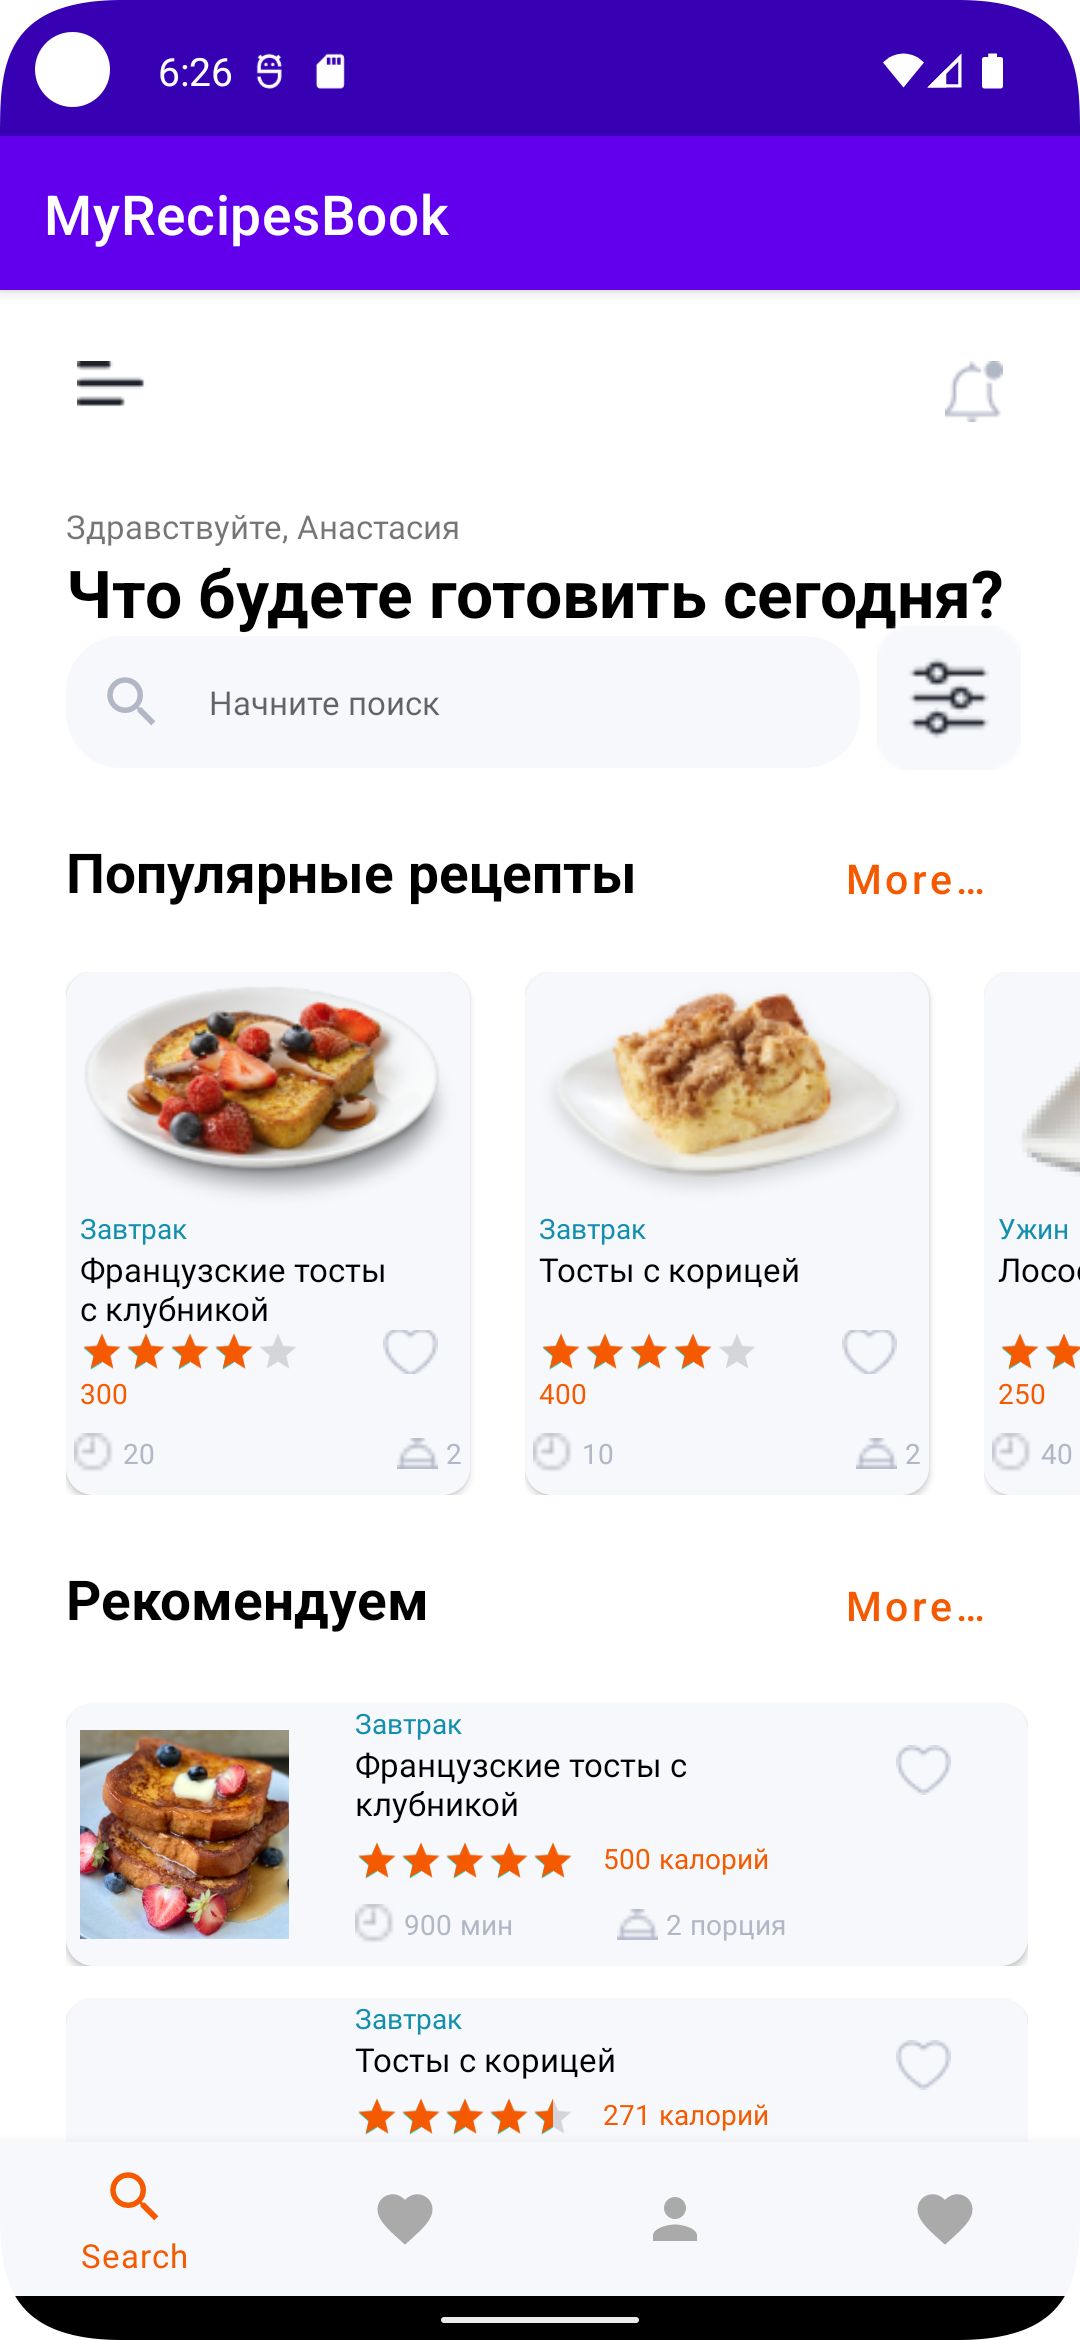 6:26
MyRecipesBook
Здравствуйте, Анастасия
Что будете готовить сегодня?
Начните поиск
Популярные рецепты
More...
Завтрак
Французские тосты
с клубникой
300
20
2
Завтрак
Тосты с корицей
400
10
2
Ужин
250
40
Рекомендуем
More...
Завтрак
Французские тосты с
клубникой
500 калорий
900 мин
2 порция
Завтрак
Тосты с корицей
271 калорий
Search